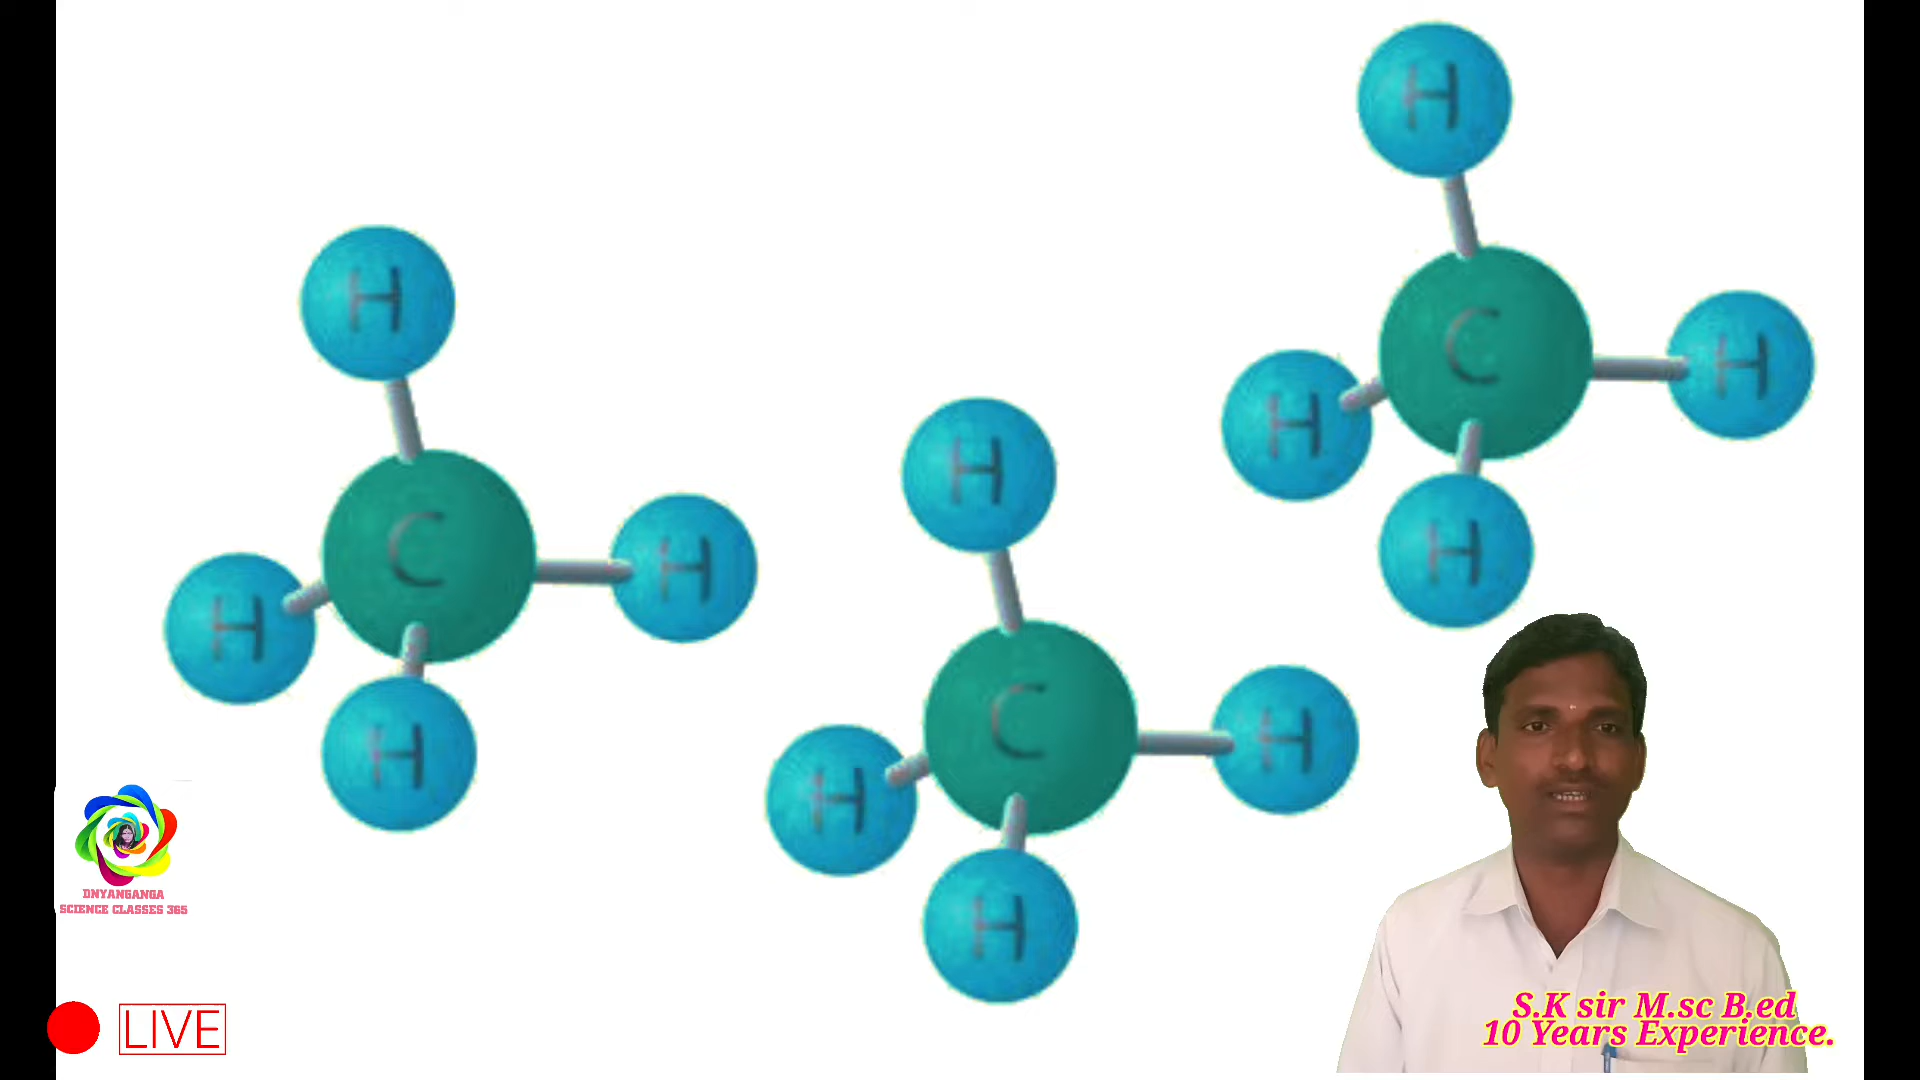 H
H
C
H
H
H
C
H
H
H
H
C
H
H
H
DNYANGANGA
SCIENCE CLASSES 365
LIVE
S.K sir M.sc B.ed
10 Years Experience.